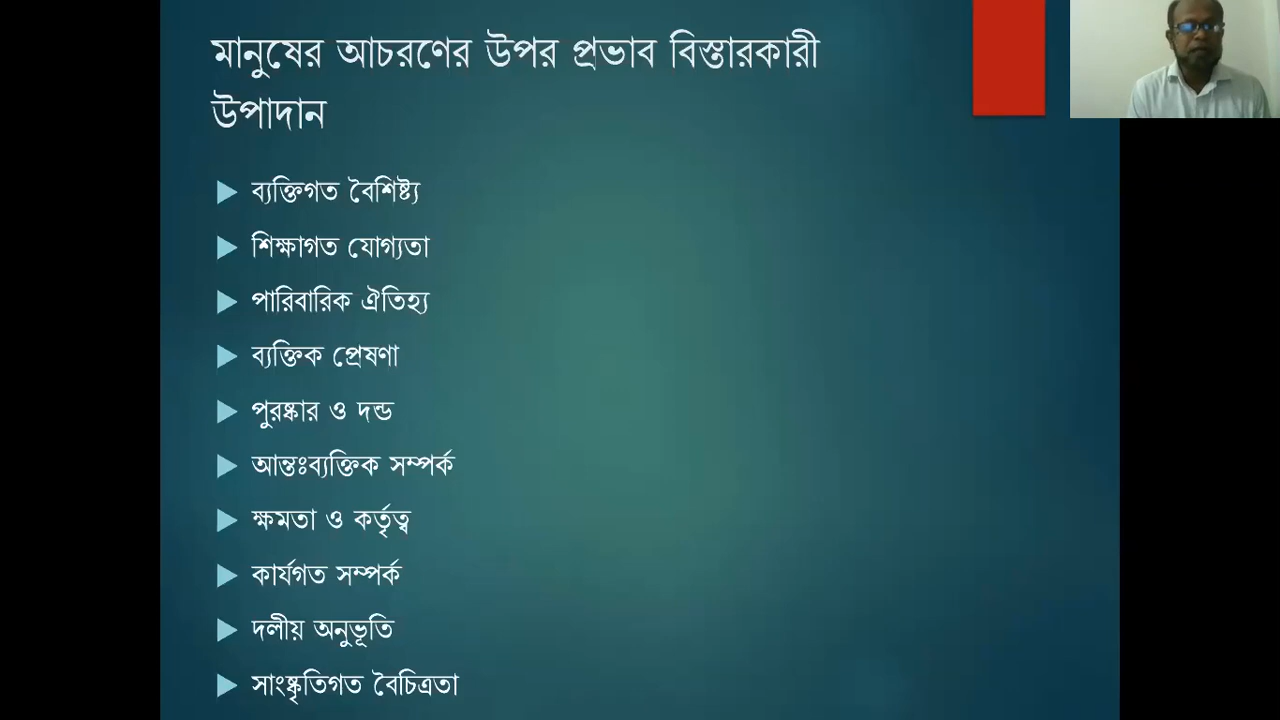 মানুষের আচরণের উপর প্রভাব বিস্তারকারী
উপাদান
ব্যক্তিগত বৈশিষ্ট্য
শিক্ষাগত যোগ্যতা
পারিবারিক ঐতিহ্য
ব্যক্তিক প্রেষণা
পুরষ্কার ও দন্ড
আন্তঃব্যক্তিক সম্পর্ক
ক্ষমতা ও কর্তৃত্ব
কার্যগত সম্পর্ক
দলীয় অনুভূতি
সাংষ্কৃতিগত বৈচিত্রতা